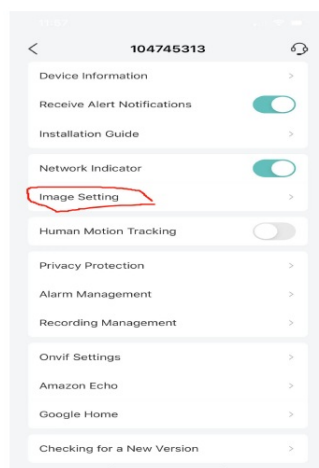 104745313
Device Information
Receive Alert Notifications
Installation Guide
Network Indicator
Image Setting
Human Motion Tracking
Privacy Protection
Alarm Management
Recording Management
Onvif Settings
Amazon Echo
Google Home
Checking for a New Version